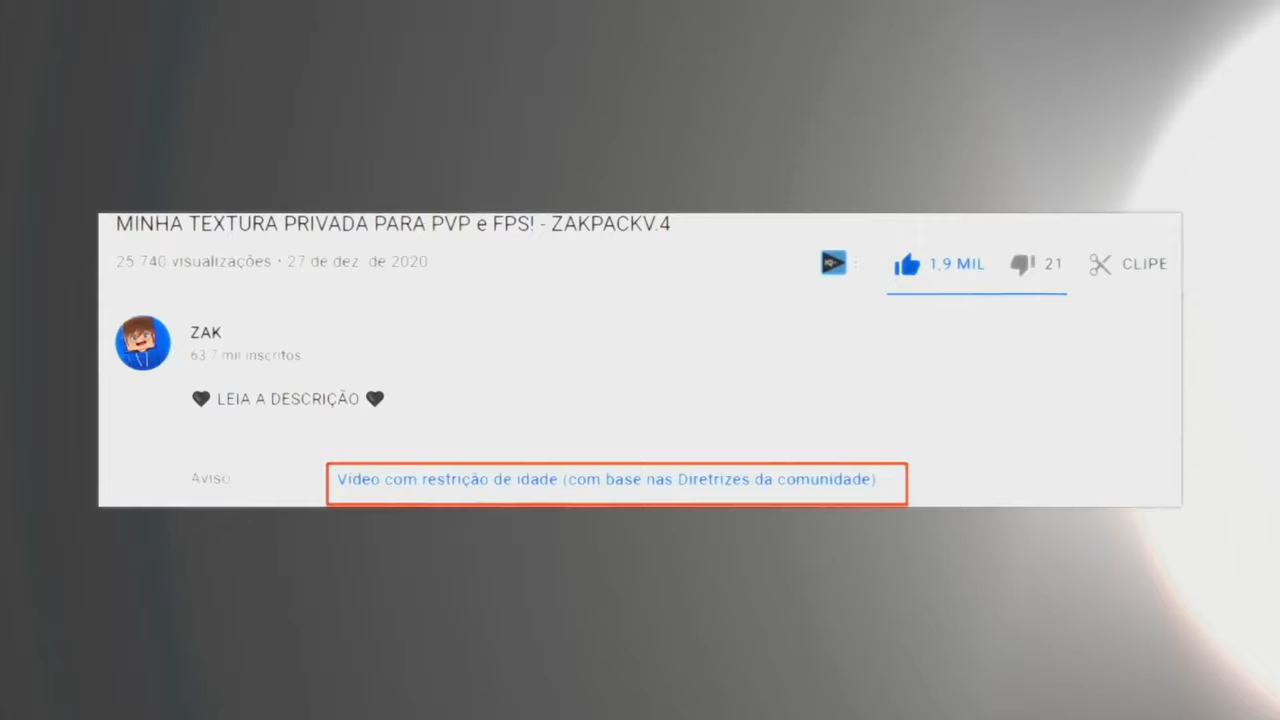 MINHA TEXTURA PRIVADA PARA PVP e FPS! - ZAKPACKV.4
25 740 visualizações • 27 de dez. de 2020
1,9 MIL
21
CLIPE
ZAK
63.7 mil inscritos
🖤 LEIA A DESCRIÇÃO 🖤
Aviso
Vídeo com restrição de idade (com base nas Diretrizes da comunidade)